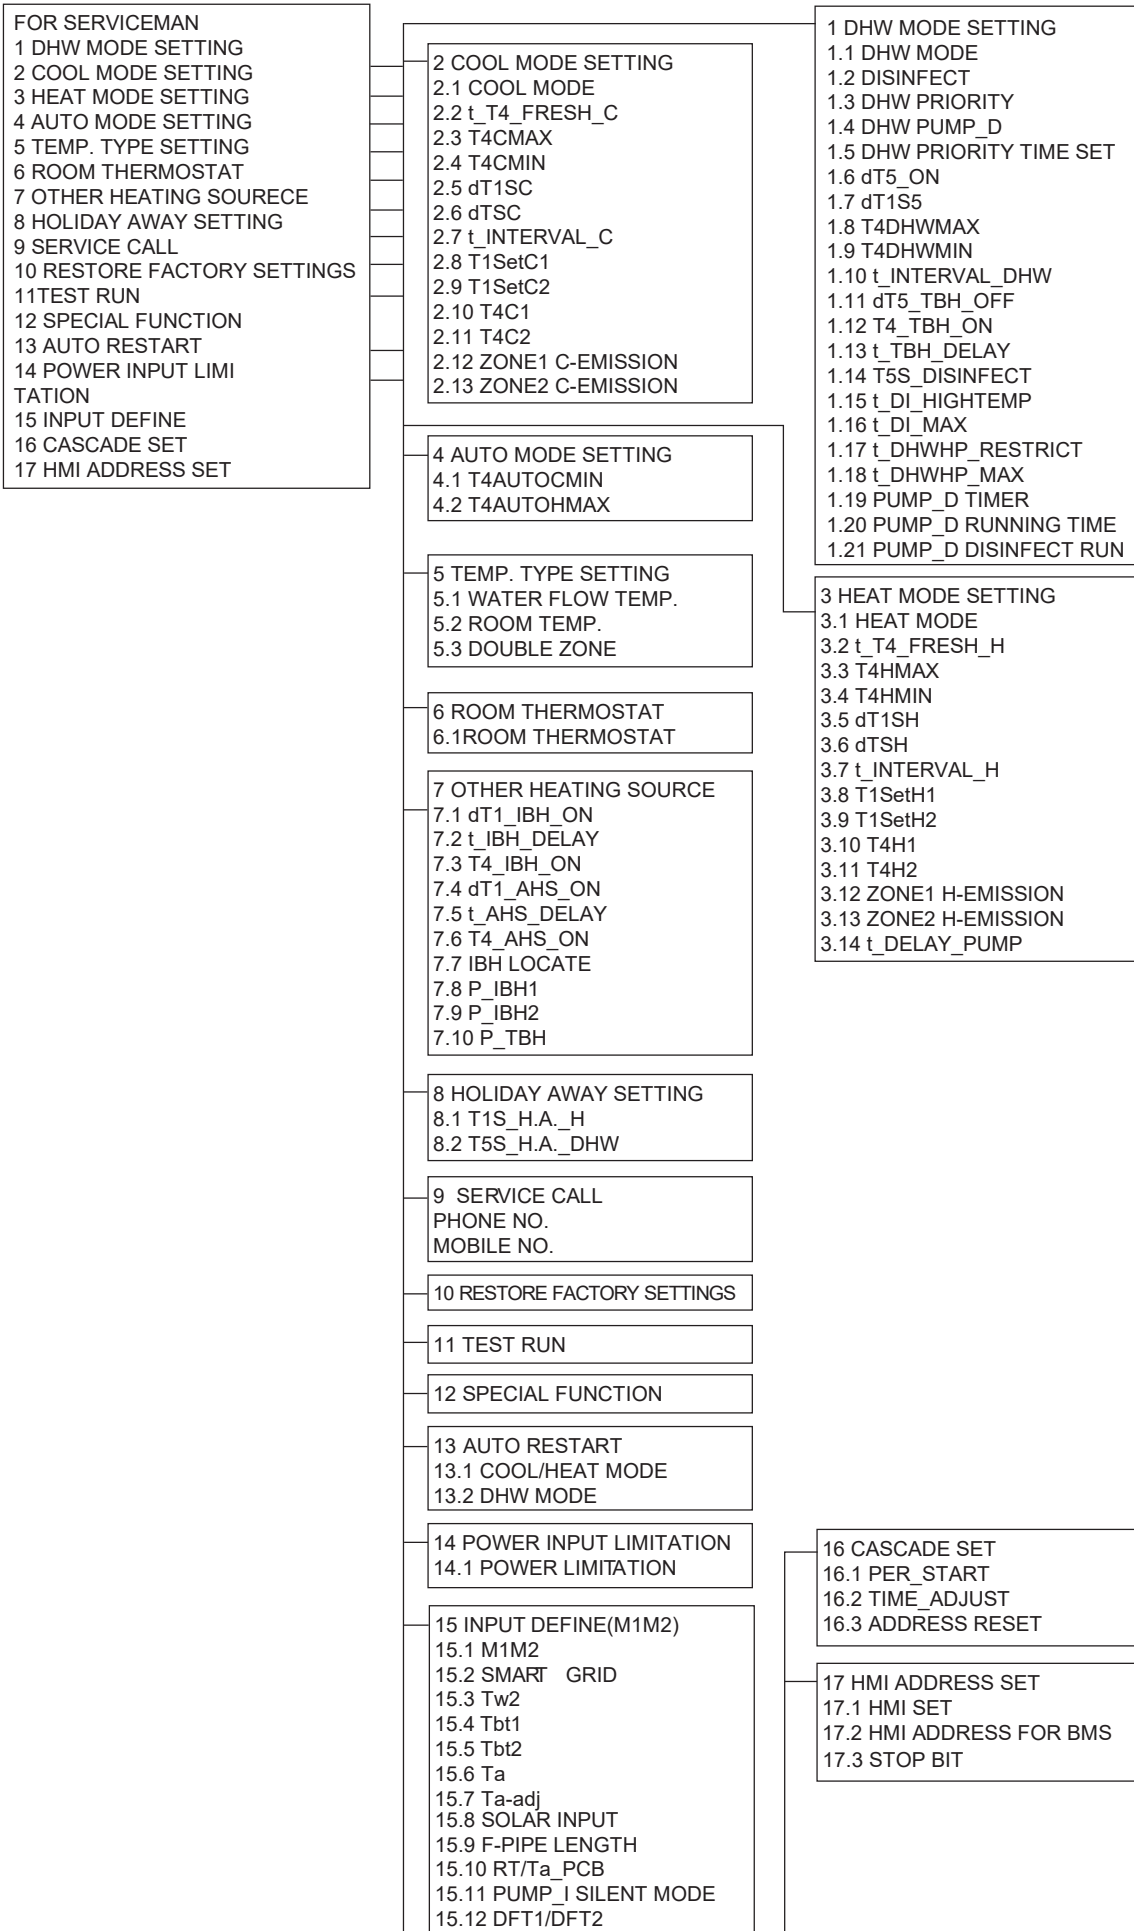 FOR SERVICEMAN
1 DHW MODE SETTING
2 COOL MODE SETTING
3 HEAT MODE SETTING
4 AUTO MODE SETTING
5 TEMP. TYPE SETTING
6 ROOM THERMOSTAT
7 OTHER HEATING SOURECE
8 HOLIDAY AWAY SETTING
9 SERVICE CALL
10 RESTORE FACTORY SETTINGS
11TEST RUN
12 SPECIAL FUNCTION
13 AUTO RESTART
14 POWER INPUT LIMI
TATION
15 INPUT DEFINE
16 CASCADE SET
17 HMI ADDRESS SET
1 DHW MODE SETTING
1.1 DHW MODE
1.2 DISINFECT
1.3 DHW PRIORITY
1.4 DHW PUMP_D
1.5 DHW PRIORITY TIME SET
1.6 dT5_ON
1.7 dT1S5
1.8 T4DHWMAX
1.9 T4DHWMIN
1.10 t_INTERVAL_DHW
1.11 dT5_TBH_OFF
1.12 T4_TBH_ON
1.13 t_TBH_DELAY
1.14 T5S_DISINFECT
1.15 t_DI_HIGHTEMP
1.16 t_DI_MAX
1.17 t_DHWHP_RESTRICT
1.18 t_DHWHP_MAX
1.19 PUMP_D TIMER
1.20 PUMP_D RUNNING TIME
1.21 PUMP_D DISINFECT RUN
2 COOL MODE SETTING
2.1 COOL MODE
2.2 t_T4_FRESH_C
2.3 T4CMAX
2.4 T4CMIN
2.5 dT1SC
2.6 dTSC
2.7 t_INTERVAL_C
2.8 T1SetC1
2.9 T1SetC2
2.10 T4C1
2.11 T4C2
2.12 ZONE1 C-EMISSION
2.13 ZONE2 C-EMISSION
3 HEAT MODE SETTING
3.1 HEAT MODE
3.2 t_T4_FRESH_H
3.3 T4HMAX
3.4 T4HMIN
3.5 dT1SH
3.6 dTSH
3.7 t_INTERVAL_H
3.8 T1SetH1
3.9 T1SetH2
3.10 T4H1
3.11 T4H2
3.12 ZONE1 H-EMISSION
3.13 ZONE2 H-EMISSION
3.14 t_DELAY_PUMP
4 AUTO MODE SETTING
4.1 T4AUTOCMIN
4.2 T4AUTOHMAX
5 TEMP. TYPE SETTING
5.1 WATER FLOW TEMP.
5.2 ROOM TEMP.
5.3 DOUBLE ZONE
6 ROOM THERMOSTAT
6.1ROOM THERMOSTAT
7 OTHER HEATING SOURCE
7.1 dT1_IBH_ON
7.2 t_IBH_DELAY
7.3 T4_IBH_ON
7.4 dT1_AHS_ON
7.5 t_AHS_DELAY
7.6 T4_AHS_ON
7.7 IBH LOCATE
7.8 P_IBH1
7.9 P_IBH2
7.10 P_TBH
8 HOLIDAY AWAY SETTING
8.1 T1S_H.A._H
8.2 T5S_H.A._DHW
9 SERVICE CALL
PHONE NO.
MOBILE NO.
10 RESTORE FACTORY SETTINGS
11 TEST RUN
12 SPECIAL FUNCTION
13 AUTO RESTART
13.1 COOL/HEAT MODE
13.2 DHW MODE
14 POWER INPUT LIMITATION
14.1 POWER LIMITATION
15 INPUT DEFINE(M1M2)
15.1 M1M2
15.2 SMART GRID
15.3 Tw2
15.4 Tbt1
15.5 Tbt2
15.6 Ta
15.7 Ta-adj
15.8 SOLAR INPUT
15.9 F-PIPE LENGTH
15.10 RT/Ta_PCB
15.11 PUMP_I SILENT MODE
15.12 DFT1/DFT2
16 CASCADE SET
16.1 PER_START
16.2 TIME_ADJUST
16.3 ADDRESS RESET
17 HMI ADDRESS SET
17.1 HMI SET
17.2 HMI ADDRESS FOR BMS
17.3 STOP BIT